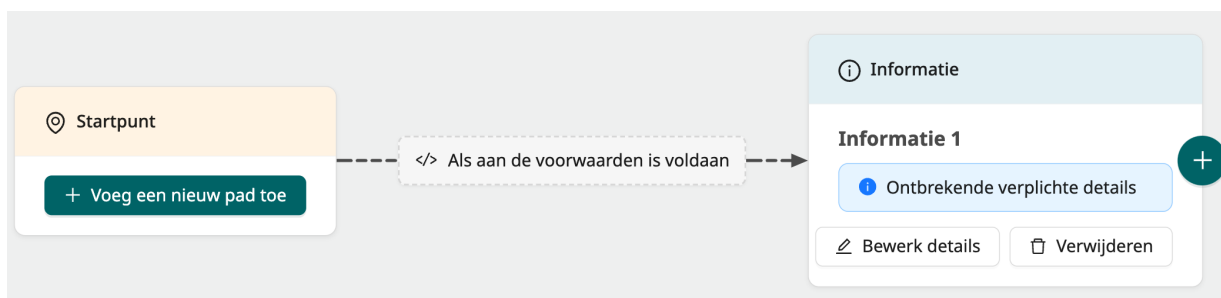 Startpunt
+ Voeg een nieuw pad toe
</> Als aan de voorwaarden is voldaan
Informatie
Informatie 1
Ontbrekende verplichte details
Bewerk details
Verwijderen
+